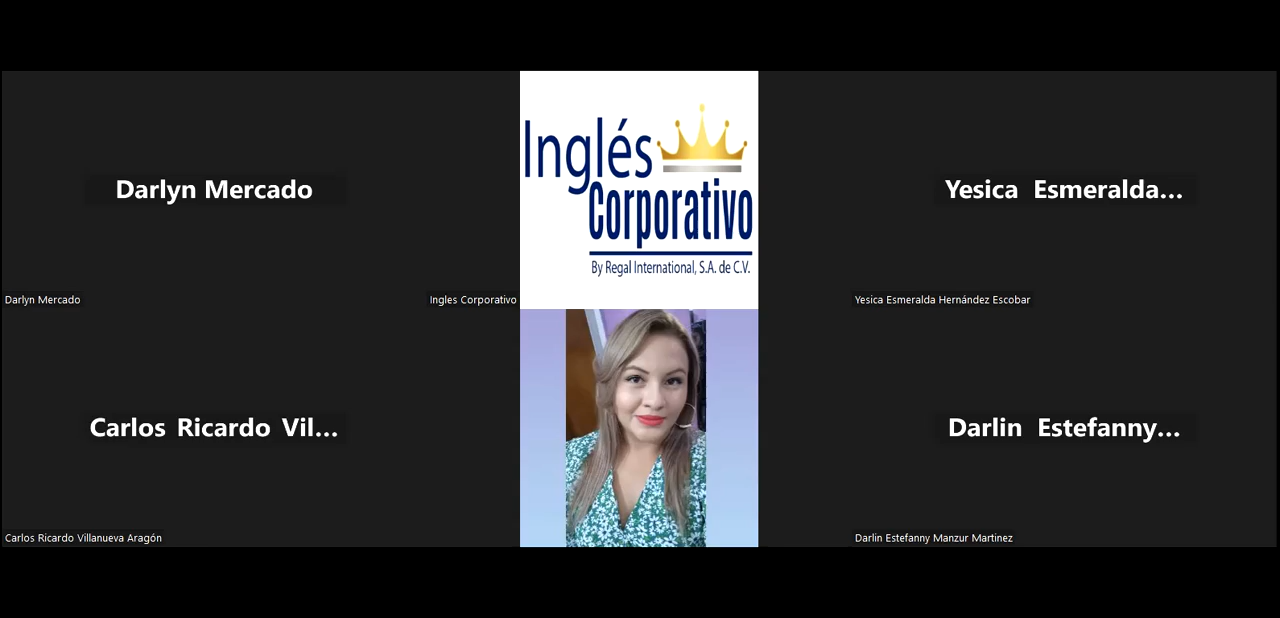 Darlyn Mercado
Darlyn Mercado
Inglés
Corporativo
By Regal International, S.A. de C.V.
Ingles Corporativo
Yesica Esmeralda...
Yesica Esmeralda Hernández Escobar
Carlos Ricardo Vil...
Carlos Ricardo Villanueva Aragón
Darlin Estefanny...
Darlin Estefanny Manzur Martinez